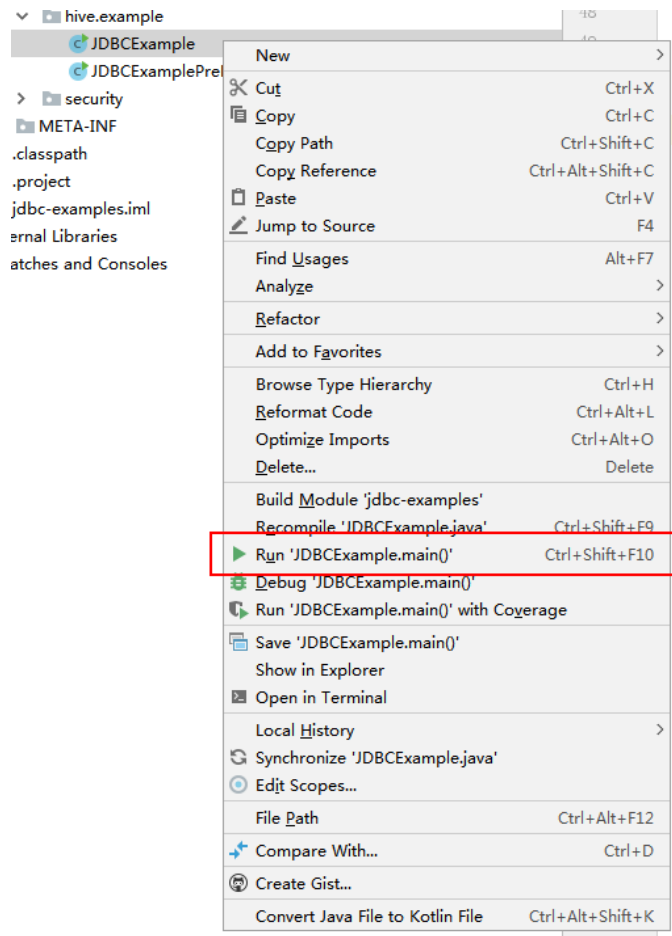 hive.example
48
JDBCExample
49
New
JDBCExamplePre
Cut Ctrl+X
security
Copy Ctrl+C
META-INF
Copy Path Ctrl+Shift+C
.classpath
Copy Reference Ctrl+Alt+Shift+C
.project
Paste Ctrl+V
jdbc-examples.iml
Jump to Source F4
ernal Libraries
Find Usages Alt+F7
atches and Consoles
Analyze
Refactor
Add to Favorites
Browse Type Hierarchy Ctrl+H
Reformat Code Ctrl+Alt+L
Optimize Imports Ctrl+Alt+O
Delete... Delete
Build Module 'jdbc-examples'
Recompile 'JDBCExample.java' Ctrl+Shift+F9
Run 'JDBCExample.main()' Ctrl+Shift+F10
Debug 'JDBCExample.main()'
Run 'JDBCExample.main()' with Coverage
Save 'JDBCExample.main()'
Show in Explorer
Open in Terminal
Local History
Synchronize 'JDBCExample.java'
Edit Scopes...
File Path Ctrl+Alt+F12
Compare With... Ctrl+D
Create Gist...
Convert Java File to Kotlin File Ctrl+Alt+Shift+K